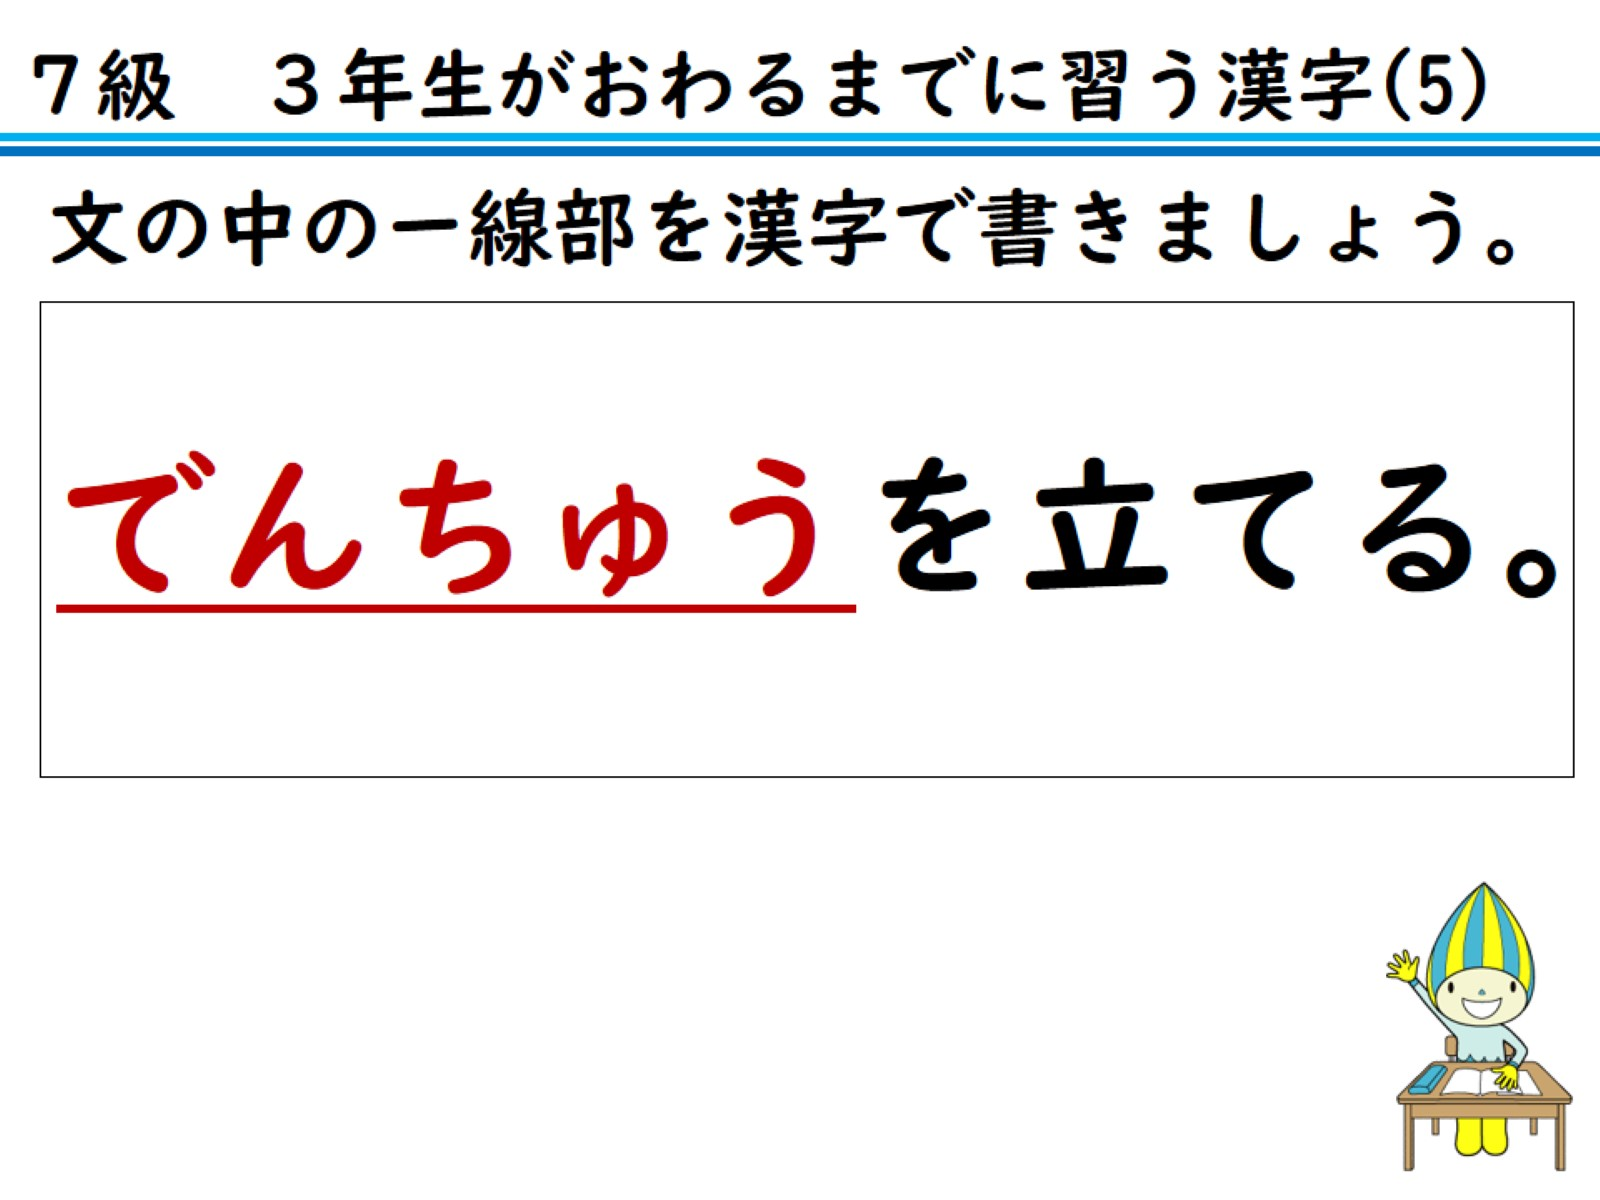 ７級　３年生がおわるまでに習う漢字(5)
文の中の―線部を漢字で書きましょう。
でんちゅうを立てる。